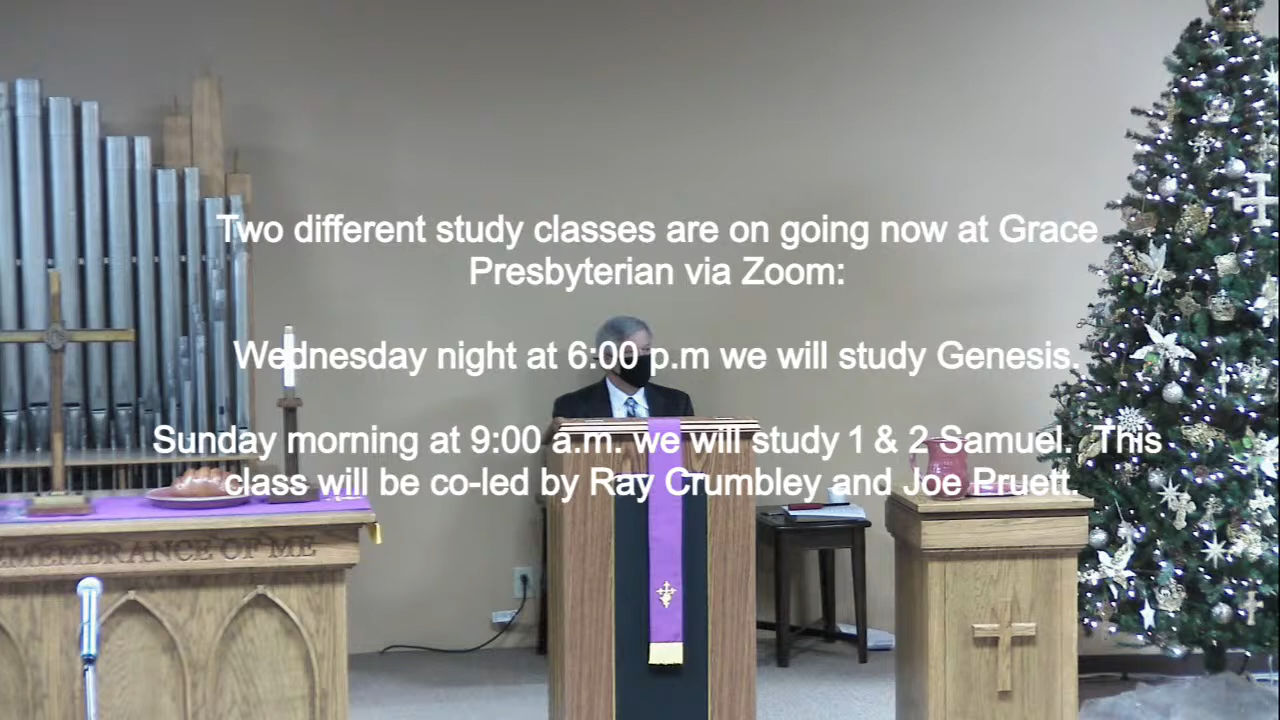 Two different study classes are on going now at Grace
Presbyterian via Zoom:
Wednesday night at 6:00 p.m we will study Genesis.
Sunday morning at 9:00 a.m. we will study 1 & 2 Samuel. This
class will be co-led by Ray Crumbley and Joe Pruett.
OF ME